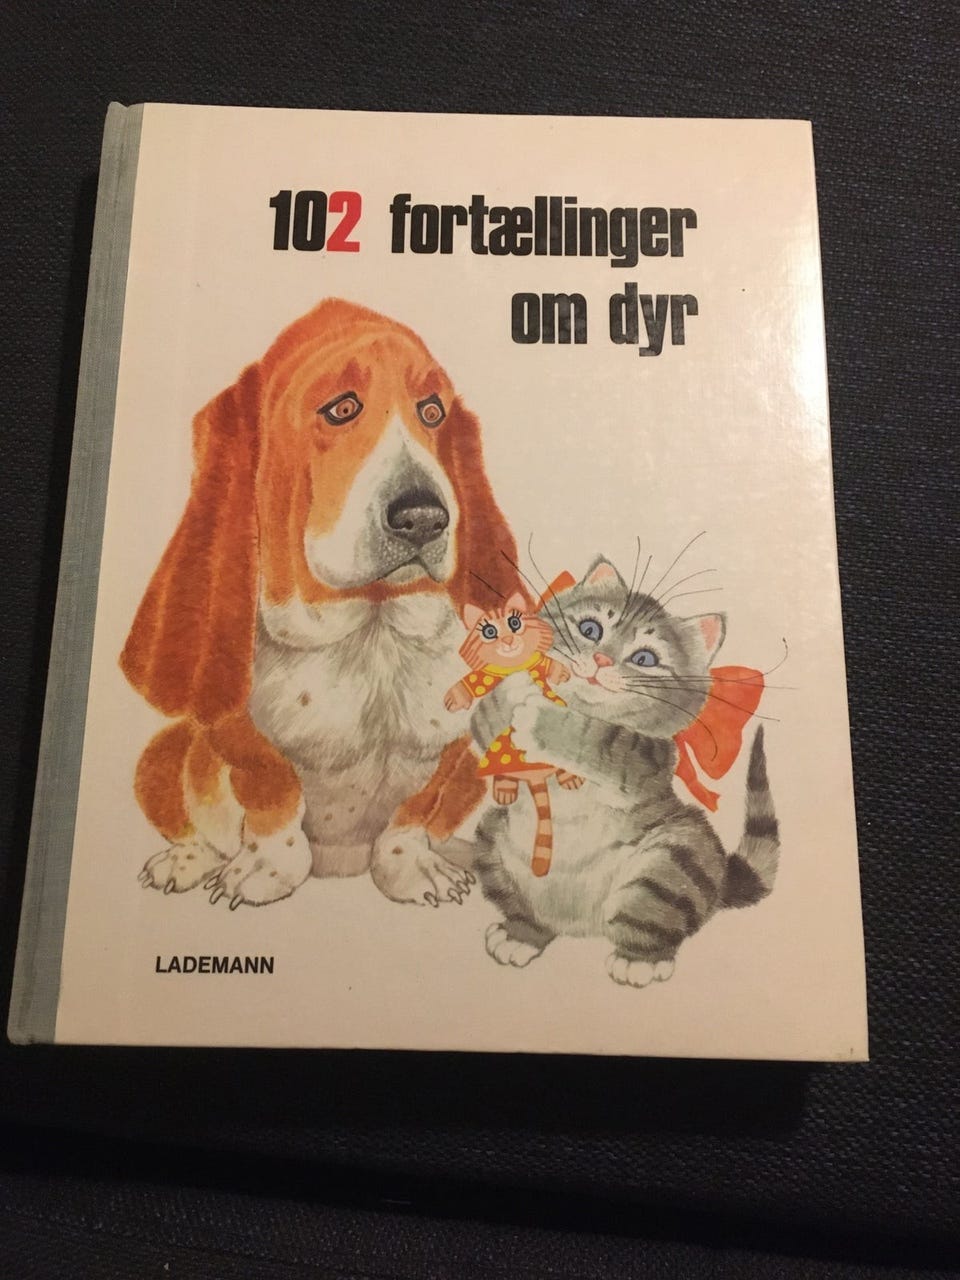 102 fortællinger
om dyr
LADEMANN